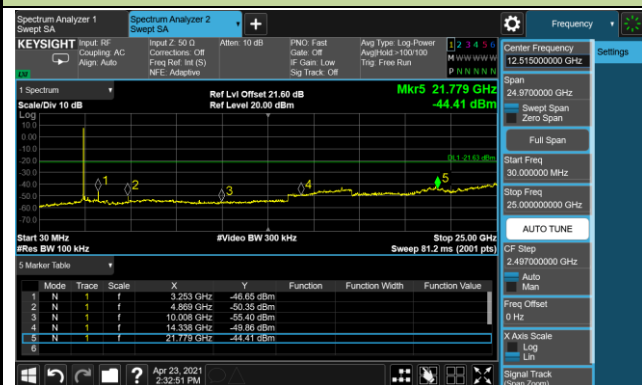 Spectrum Analyzer 1
Swept SA
Spectrum Analyzer 2
Swept SA
Frequency
KEYSIGHT
Input: RF
Coupling: AC
Align: Auto
Input Z: 50 Ω
Corrections: Off
Freq Ref: Int (S)
NFE: Adaptive
Atten: 10 dB
PNO: Fast
Gate: Off
IF Gain: Low
Sig Track: Off
Avg Type: Log-Power
Avg|Hold:>100/100
Trig: Free Run
1 2 3 4 5 6
M W W W W W
P N N N N N
1 Spectrum
Scale/Div 10 dB
Log
Ref Lvl Offset 21.60 dB
Ref Level 20.00 dBm
Mkr5 21.779 GHz
-44.41 dBm
10.0
0.00
-10.0
-20.0
-30.0
-40.0
-50.0
-60.0
-70.0
DL1 -21.63 dBm
1
2
3
4
5
Start 30 MHz
#Res BW 100 kHz
#Video BW 300 kHz
Stop 25.00 GHz
Sweep 81.2 ms (2001 pts)
5 Marker Table
Mode Trace Scale X Y Function Function Width Function Value
1 N 1 f 3.253 GHz -46.65 dBm
2 N 1 f 4.869 GHz -50.35 dBm
3 N 1 f 10.008 GHz -55.40 dBm
4 N 1 f 14.338 GHz -49.86 dBm
5 N 1 f 21.779 GHz -44.41 dBm
6
Apr 23, 2021
2:32:51 PM
Center Frequency
12.515000000 GHz
Settings
Span
24.9700000 GHz
Swept Span
Zero Span
Full Span
Start Freq
30.000000 MHz
Stop Freq
25.000000000 GHz
AUTO TUNE
CF Step
2.497000000 GHz
Auto
Man
Freq Offset
0 Hz
X Axis Scale
Log
Lin
Signal Track
(Span Zoom)